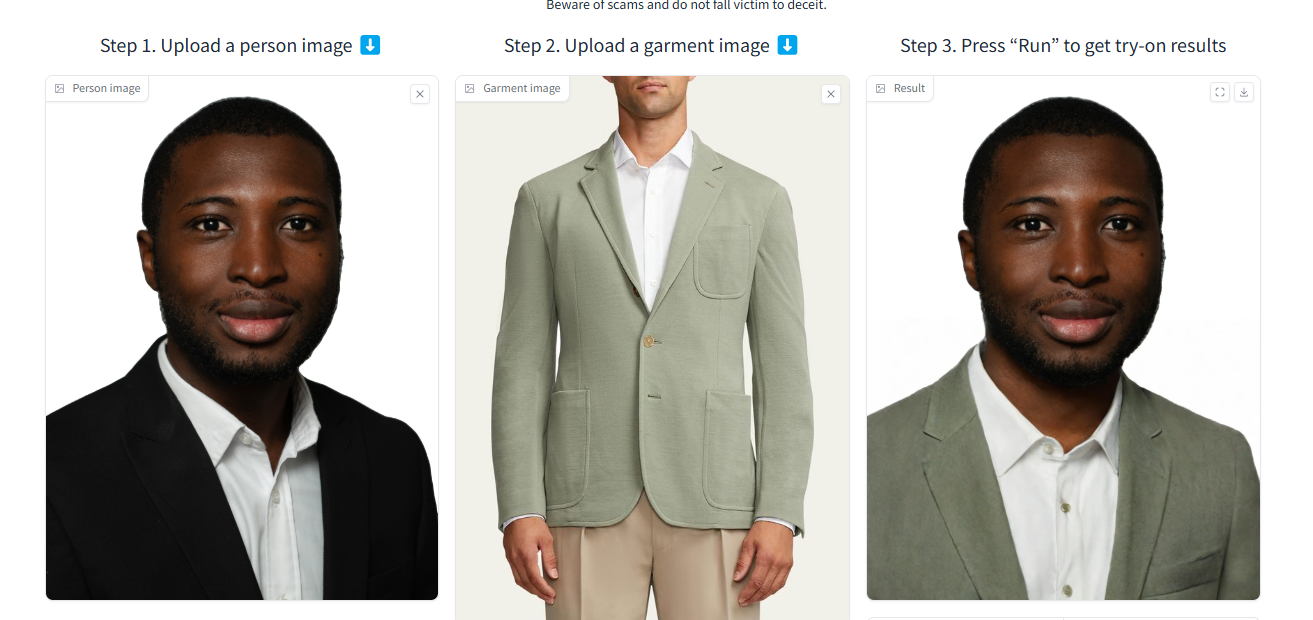 Beware of scams and do not fall victim to deceit.
Step 1. Upload a person image ⬇️
Step 2. Upload a garment image ⬇️
Step 3. Press “Run” to get try-on results
Person image
Garment image
Result